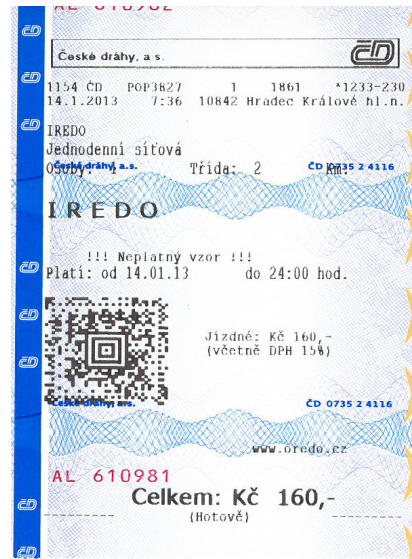 AL 610982
České dráhy, a s.
ČD
1154 ČD POP3827 1 1861 *1233-230
14.1.2013 7:36 10842 Hradec Králové hl.n.
IREDO
Jednodenní síťová
České dráhy, a.s. ČD 0735 2 4116
Osoby: 1 Třída: 2 Km:
IREDO
!!! Neplatný vzor !!!
Platí: od 14.01.13 do 24:00 hod.
Jízdné: Kč 160,-
(včetně DPH 15%)
České dráhy, a.s. ČD 0735 2 4116
www.oredo.cz
AL 610981
Celkem: Kč 160,-
(Hotově)